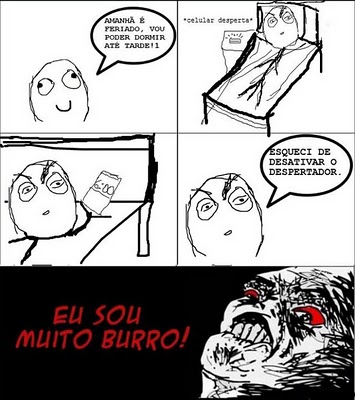 AMANHÃ É
FERIADO, VOU
PODER DORMIR
ATÉ TARDE!1
*celular desperta*
ESQUECI DE
DESATIVAR O
DESPERTADOR.
EU SOU
MUITO BURRO!